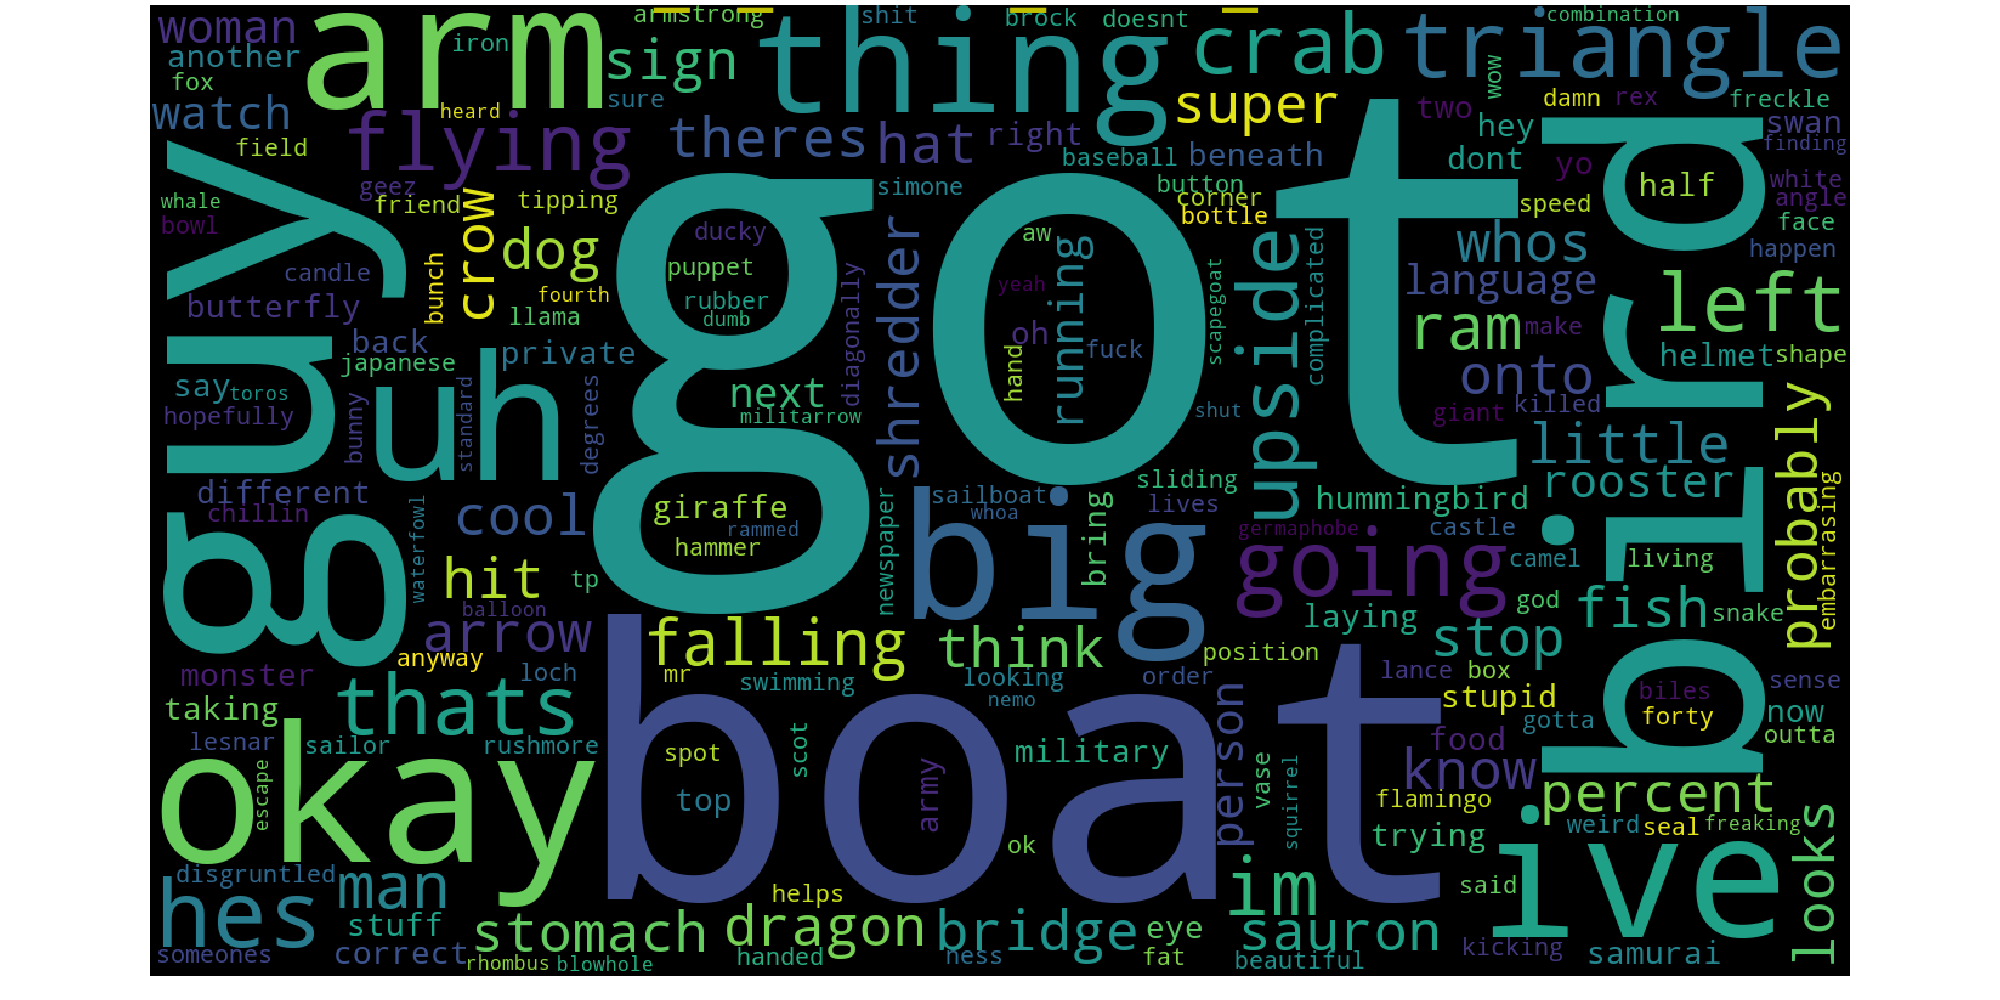 woman
another
fox
watch
field
arm
iron
armstrong
sign
sure
heard
flying
thing
shit
brock
doesnt
crab
combination
triangle
wow
super
two
damn
rex
freckle
swan
finding
theres
hat
right
baseball
beneath
hey
dont
yo
white
angle
face
happen
half
bird
whale
bowl
guy
geez
friend
tipping
crow
dog
got
simone
button
corner
bottle
speed
whos
language
left
candle
butterfly
bunch
fourth
llama
ducky
puppet
rubber
dumb
diagonally
shredder
aw
yeah
oh
running
hand
fuck
scapegoat
upside
complicated
ram
make
helmet
shape
back
japanese
private
say
toros
hopefully
bunny
uh
standard
degrees
next
militarrow
shut
onto
giant
killed
little
probably
embarrasing
different
chillin
waterfowl
cool
giraffe
rammed
hammer
newspaper
sailboat
whoa
big
bring
sliding
lives
hummingbird
rooster
germaphobe
castle
going
camel
living
hit
tp
balloon
arrow
anyway
falling
think
laying
god
stop
fish
snake
monster
taking
thats
loch
mr
swimming
looking
nemo
order
position
person
lance
box
stupid
biles
forty
sense
now
outta
gotta
lesnar
sailor
rushmore
okay
escape
boat
spot
top
scot
army
military
ok
vase
squirrel
food
know
flamingo
trying
percent
weird
seal
freaking
looks
disgruntled
hes
man
stuff
someones
correct
stomach
rhombus
blowhole
helps
dragon
handed
bridge
hess
eye
fat
im
sauron
beautiful
said
ive
kicking
samurai